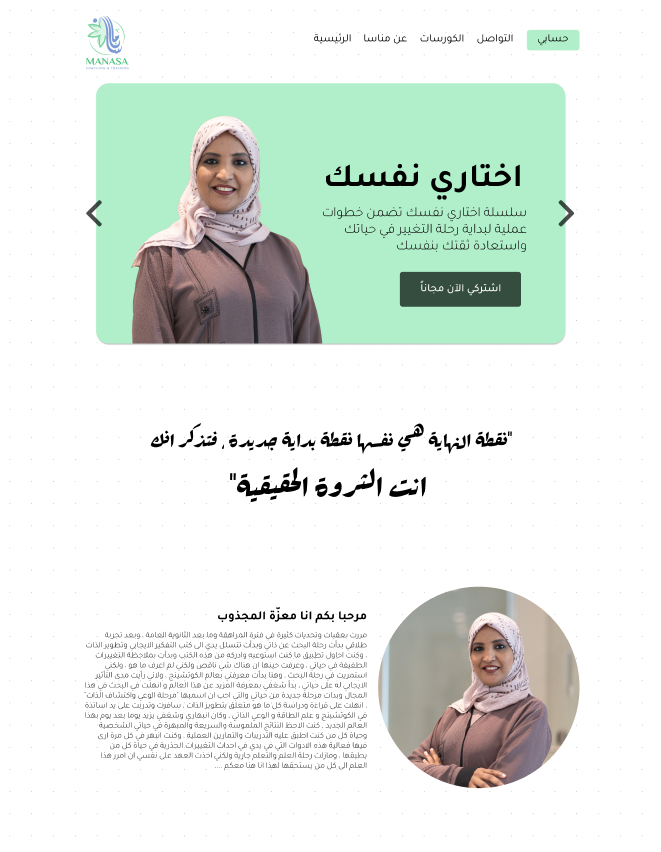 MANASA
حسابي
التواصل
الكورسات
عن مناسا
الرئيسية
اختاري نفسك
سلسلة اختاري نفسك تضمن خطوات
عملية لبداية رحلة التغيير في حياتك
واستعادة ثقتك بنفسك
اشتركي الآن مجاناً
"نقطة النهاية هي نفسها نقطة بداية جديدة , فتذكر انك
انت الثروة الحقيقية"
مرحبا بكم انا معزّة المجذوب
مررت بعقبات وتحديات كثيرة في فترة المراهقة وما بعد الثانوية العامة . وبعد تجربة
طلاقي بدأت رحلة البحث عن ذاتي وبدأت تتسلل يدي الى كتب التفكير الايجابي وتطوير الذات
, وكنت احاول تطبيق ما كنت استوعبه وادركه من هذه الكتب وبدأت بملاحظة التغييرات
الطفيفة في حياتي , وعرفت حينها ان هناك شي ناقص ولكني لم اعرف ما هو , ولكني
استمريت في رحلة البحث . وهنا بدأت معرفتي بعالم الكوتشينج , ولاني رأيت مدى التأثير
الايجابي له على حياتي , بدأ شغفي بمعرفة المزيد عن هذا العالم و انهلت في البحث في هذا
المجال وبدأت مرحلة جديدة من حياتي والتي احب ان اسميها "مرحلة الوعي واكتشاف الذات"
, انهلت على قراءة ودراسة كل ما هو متعلق بتطوير الذات , سافرت وتدربت على يد اساتذة
في الكوتشينج و علم الطاقة و الوعي الذاتي , وكان انبهاري وشغفي يزيد يوما بعد يوم بهذا
العالم الجديد , كنت الاحظ النتائج الملموسة والسريعة والمبهرة في حياتي الشخصية
وحياة كل من كنت اطبق عليه التدريبات والتمارين العملية . وكنت انبهر في كل مرة ارى
فيها فعالية هذه الادوات التي في يدي في احداث التغييرات الجذرية في حياة كل من
يطبقها , ومازلت رحلة العلم والتعلم جارية ولكني اخذت العهد على نفسي ان امرر هذا
العلم الى كل من يستحقها لهذا انا هنا معكم ....